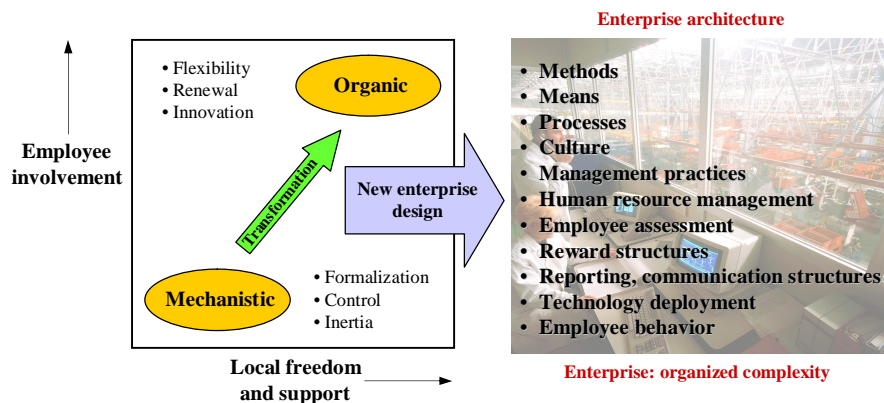 Enterprise architecture
• Flexibility
• Renewal
• Innovation
Organic
Employee
involvement
Transformation
New enterprise
design
Mechanistic
• Formalization
• Control
• Inertia
Local freedom
and support
• Methods
• Means
• Processes
• Culture
• Management practices
• Human resource management
• Employee assessment
• Reward structures
• Reporting, communication structures
• Technology deployment
• Employee behavior
Enterprise: organized complexity